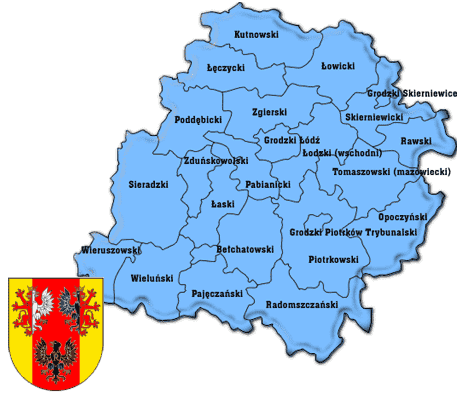 Kutnowski
Łęczycki
Łowicki
Grodzki Skierniewice
Poddębicki
Zgierski
Skierniewicki
Grodzki Łódź
Rawski
Łodzki (wschodni)
Zduńskowolski
Tomaszowski (mazowiecki)
Sieradzki
Pabianicki
Łaski
Opoczyński
Grodzki Piotrków Trybunalski
Wieruszowski
Bełchatowski
Piotrkowski
Wieluński
Pajęczański
Radomszczański